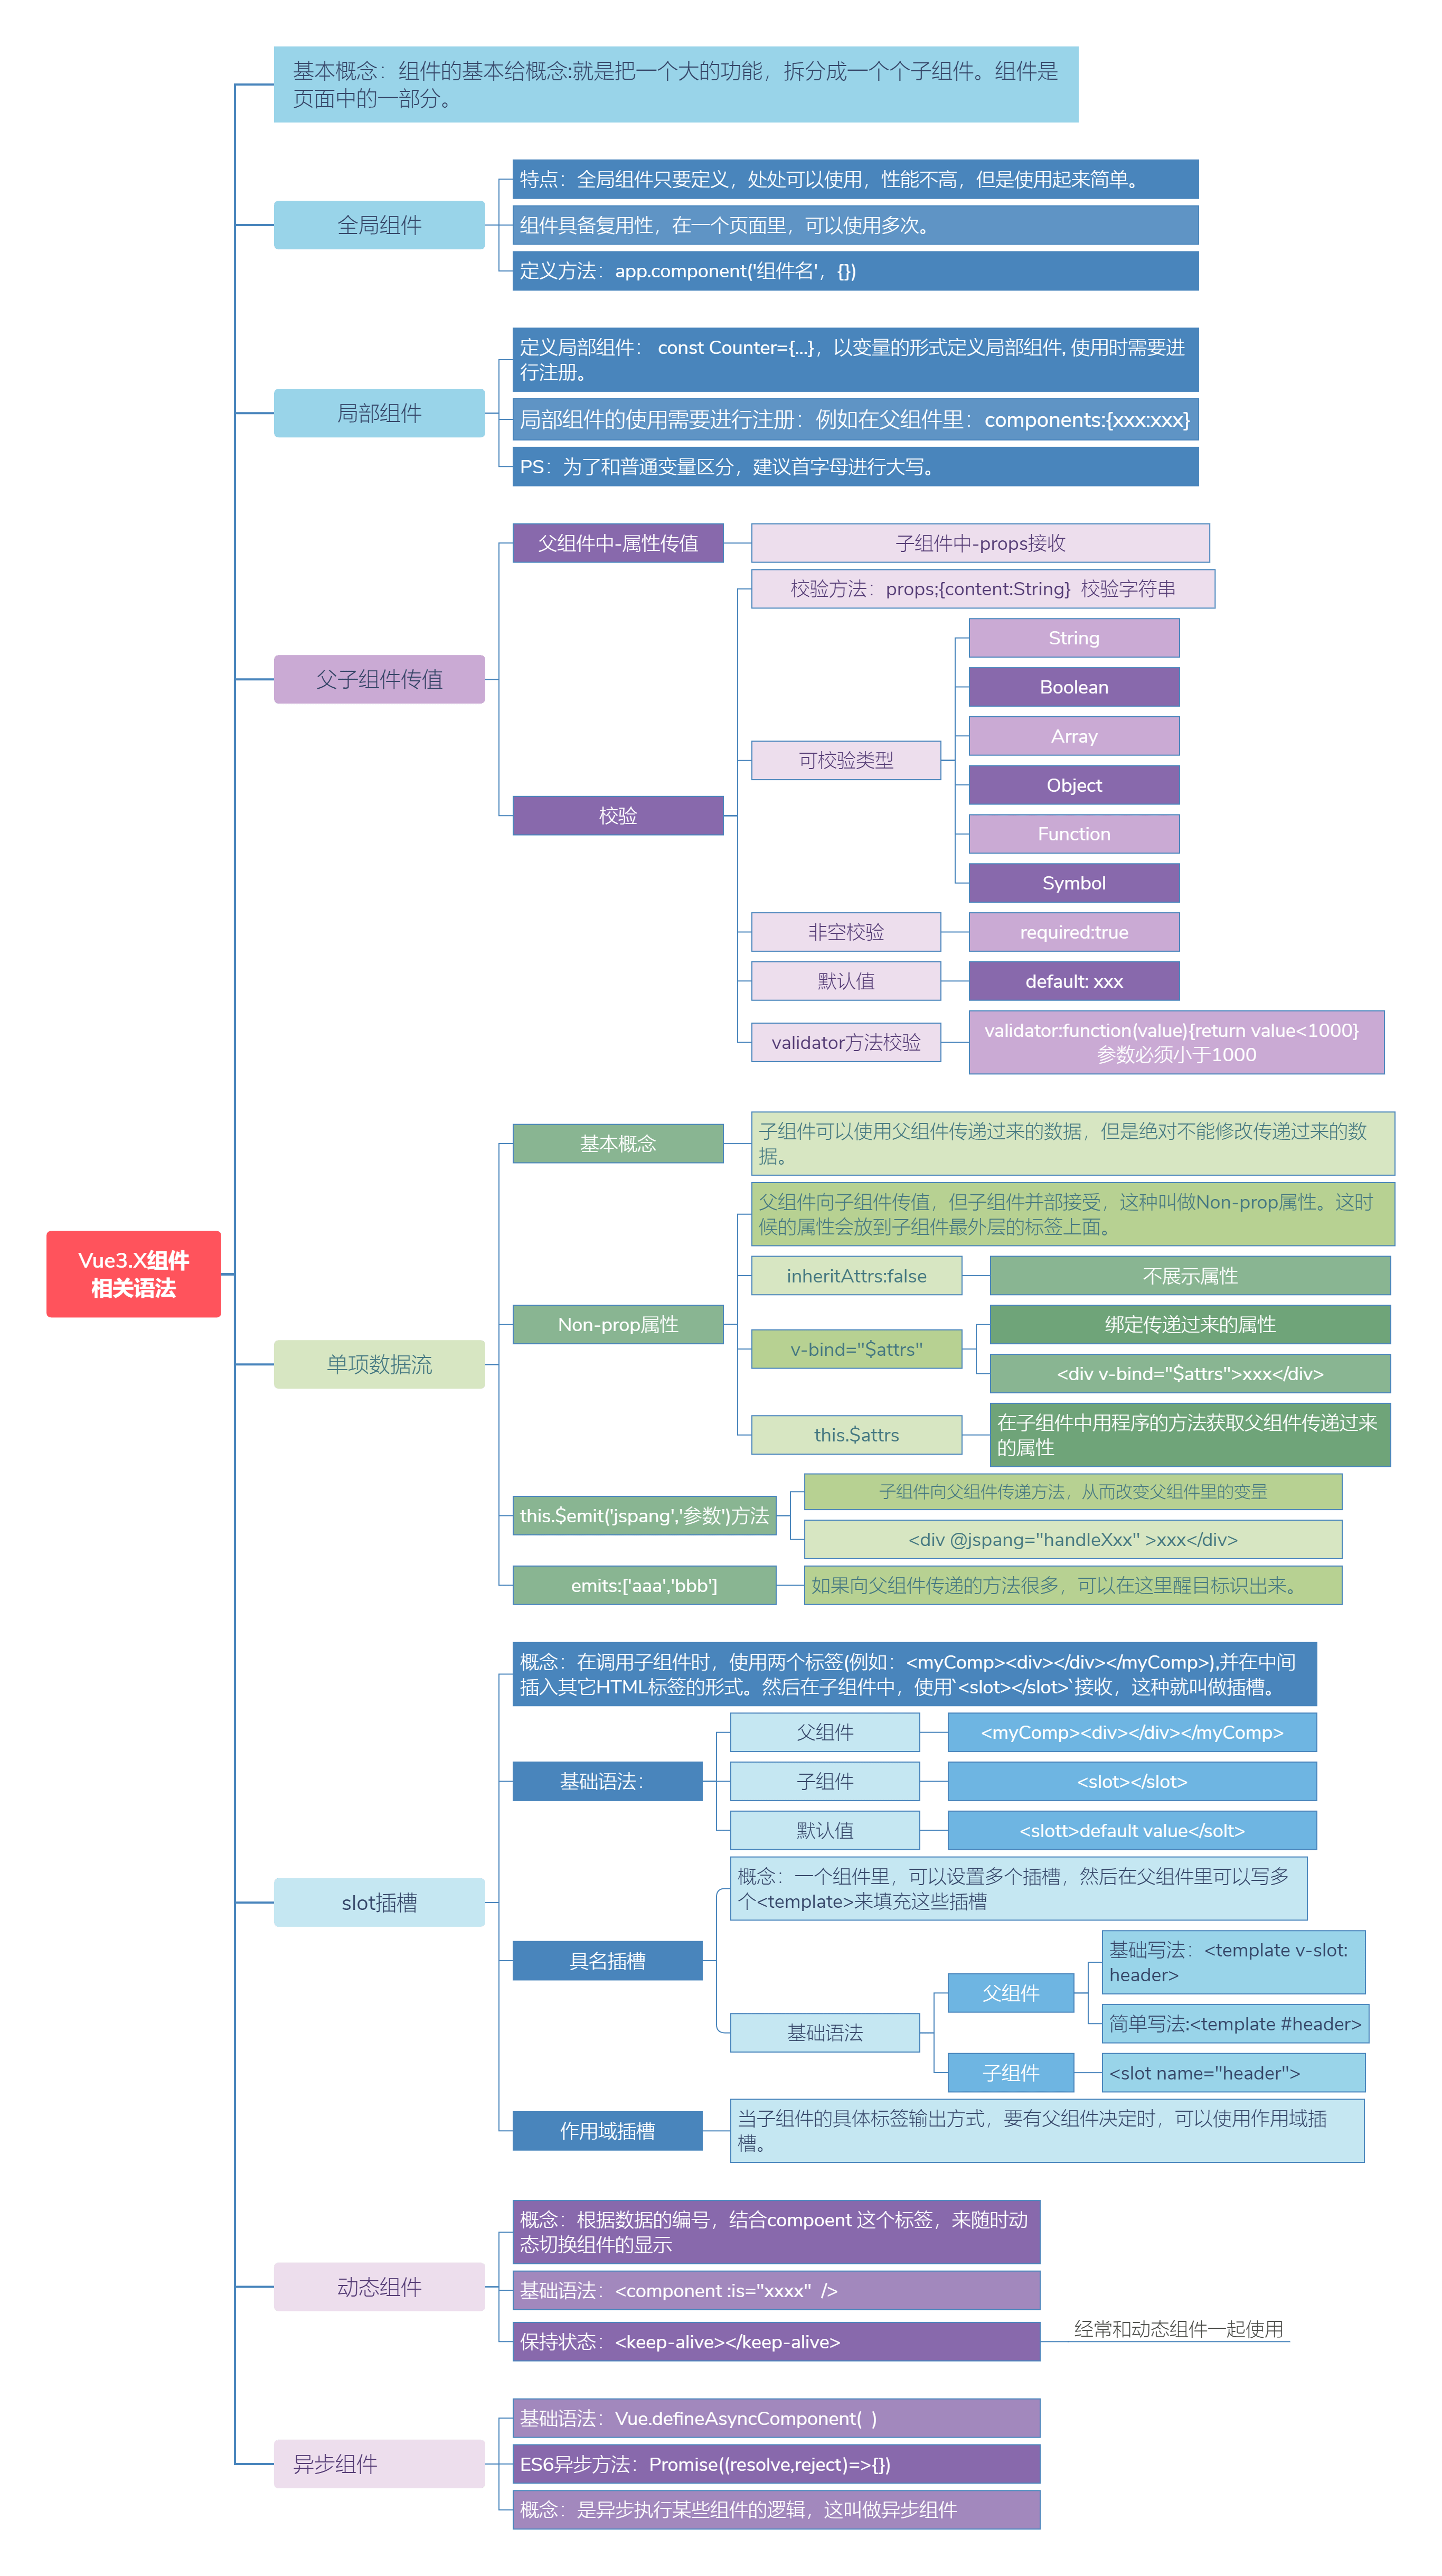 基本概念：组件的基本给概念:就是把一个大的功能，拆分成一个个子组件。组件是
页面中的一部分。
全局组件
特点：全局组件只要定义，处处可以使用，性能不高，但是使用起来简单。
组件具备复用性，在一个页面里，可以使用多次。
定义方法：app.component('组件名'，{})
局部组件
定义局部组件： const Counter={...}，以变量的形式定义局部组件, 使用时需要进
行注册。
局部组件的使用需要进行注册：例如在父组件里：components:{xxx:xxx}
PS：为了和普通变量区分，建议首字母进行大写。
父子组件传值
父组件中-属性传值
子组件中-props接收
校验
校验方法：props;{content:String} 校验字符串
可校验类型
String
Boolean
Array
Object
Function
Symbol
非空校验
required:true
默认值
default: xxx
validator方法校验
validator:function(value){return value<1000}
参数必须小于1000
Vue3.X组件
相关语法
单项数据流
基本概念
子组件可以使用父组件传递过来的数据，但是绝对不能修改传递过来的数
据。
Non-prop属性
父组件向子组件传值，但子组件并部接受，这种叫做Non-prop属性。这时
候的属性会放到子组件最外层的标签上面。
inheritAttrs:false
不展示属性
v-bind="$attrs"
绑定传递过来的属性
<div v-bind="$attrs">xxx</div>
this.$attrs
在子组件中用程序的方法获取父组件传递过来
的属性
this.$emit('jspang','参数')方法
子组件向父组件传递方法，从而改变父组件里的变量
<div @jspang="handleXxx" >xxx</div>
emits:['aaa','bbb']
如果向父组件传递的方法很多，可以在这里醒目标识出来。
slot插槽
概念：在调用子组件时，使用两个标签(例如：<myComp><div></div></myComp>),并在中间
插入其它HTML标签的形式。然后在子组件中，使用`<slot></slot>`接收，这种就叫做插槽。
基础语法：
父组件
<myComp><div></div></myComp>
子组件
<slot></slot>
默认值
<slott>default value</solt>
具名插槽
概念：一个组件里，可以设置多个插槽，然后在父组件里可以写多
个<template>来填充这些插槽
基础语法
父组件
基础写法：<template v-slot:
header>
简单写法:<template #header>
子组件
<slot name="header">
作用域插槽
当子组件的具体标签输出方式，要有父组件决定时，可以使用作用域插
槽。
动态组件
概念：根据数据的编号，结合compoent 这个标签，来随时动
态切换组件的显示
基础语法：<component :is="xxxx" />
保持状态：<keep-alive></keep-alive>
经常和动态组件一起使用
异步组件
基础语法：Vue.defineAsyncComponent( )
ES6异步方法：Promise((resolve,reject)=>{})
概念：是异步执行某些组件的逻辑，这叫做异步组件